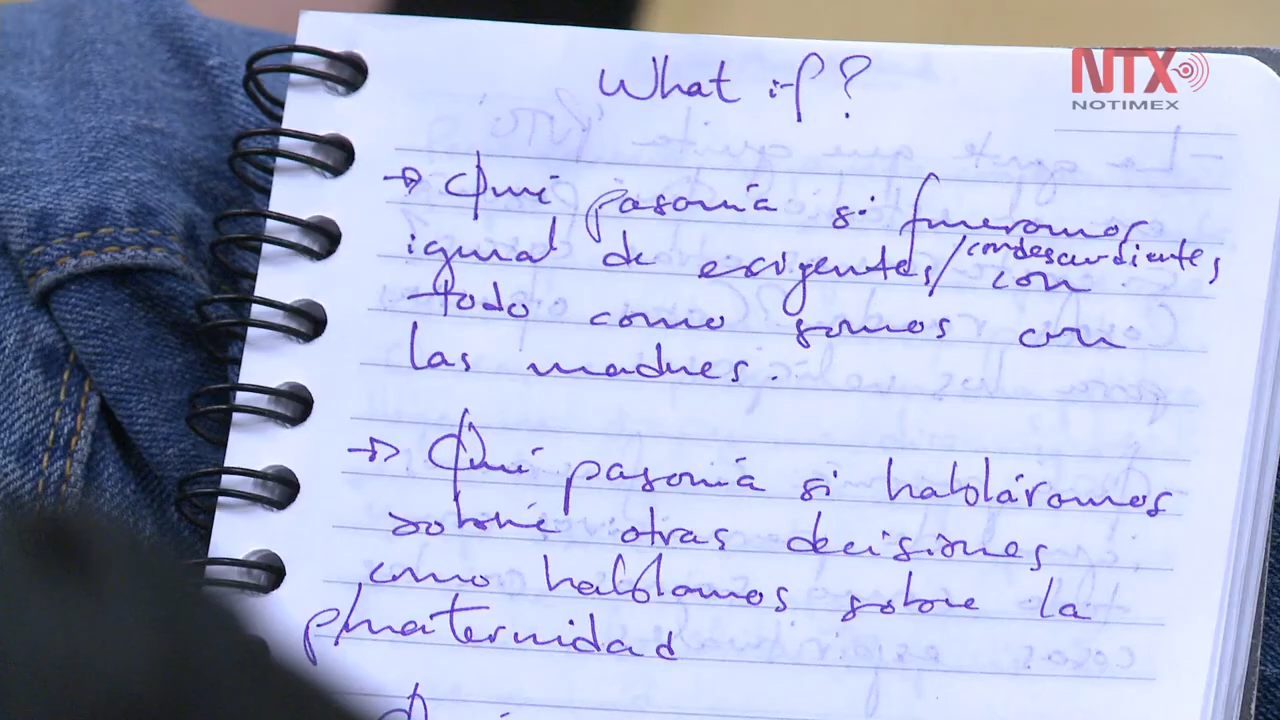 What if?
NTX
NOTIMEX
→ Qué pasaría si fueramos
igual de exigentes/condescendientes
con
todo como somos con
las madres.
→ Qué pasaría si habláramos
sobre otras decisiones
como hablamos sobre la
p/maternidad